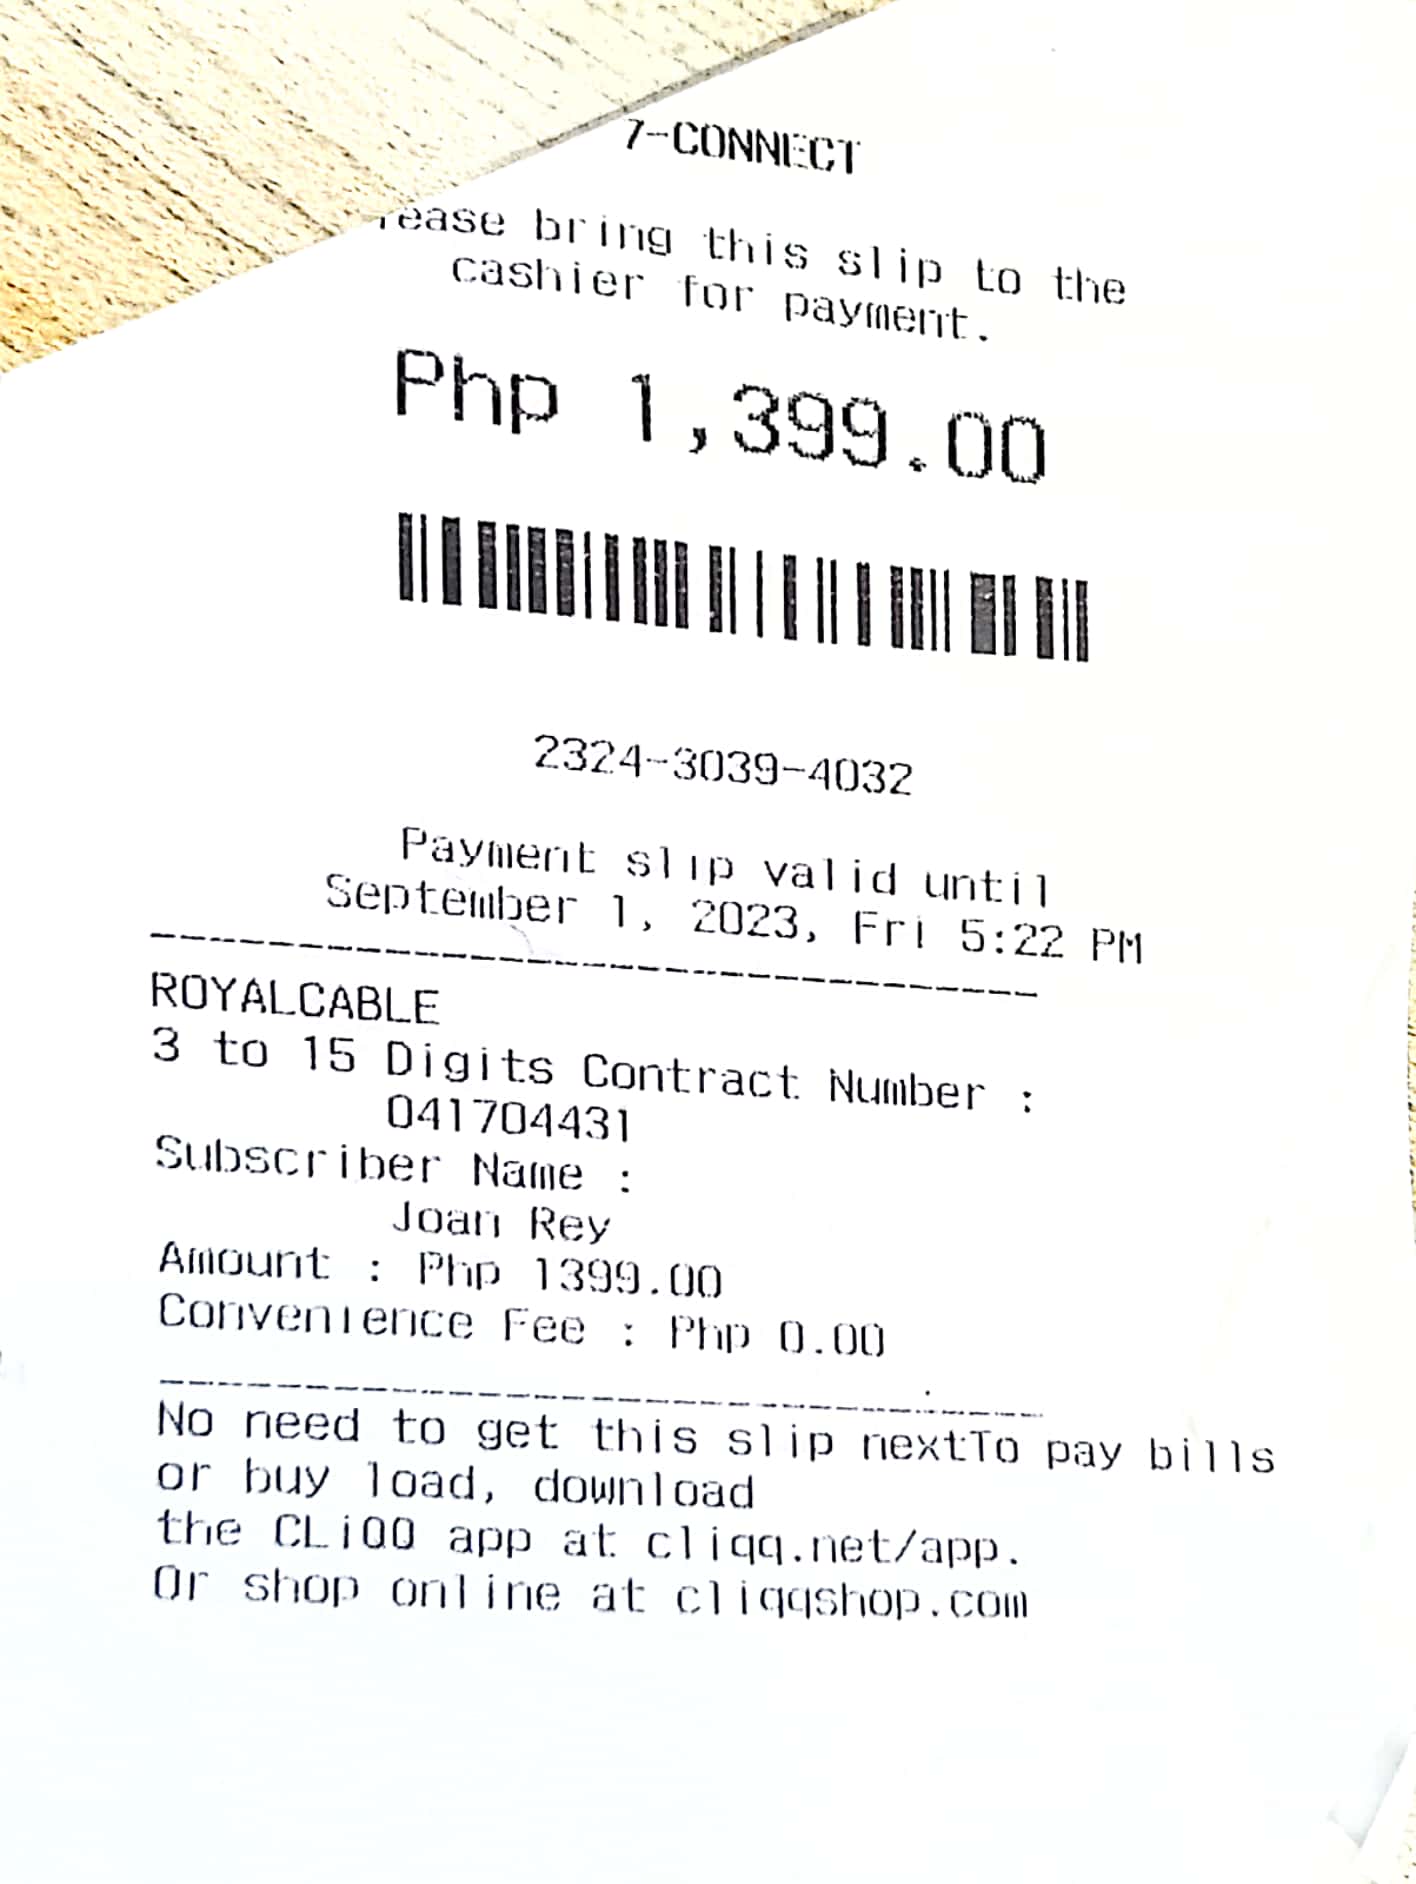 7-CONNECT
ease bring this slip to the
cashier for payment.
Php 1,399.00
2324-3039-4032
Payment slip valid until
September 1, 2023, Fri 5:22 PM
ROYALCABLE
3 to 15 Digits Contract Number :
041704431
Subscriber Name :
Joan Rey
Amount : Php 1399.00
Convenience Fee : Php 0.00
No need to get this slip nextTo pay bills
or buy load, download
the CLiQQ app at cliqq.net/app.
Or shop online at cliqqshop.com